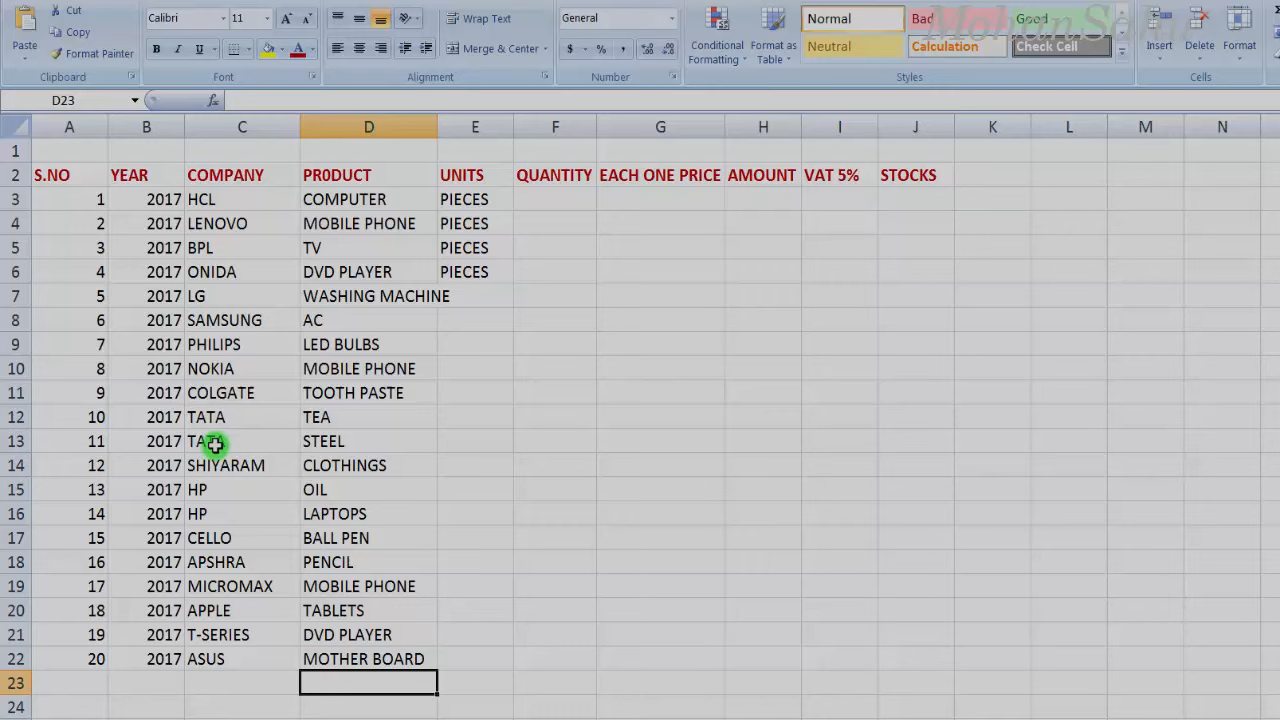 Cut
Copy
Format Painter
Paste
Clipboard
Calibri 11
B I U
Font
Wrap Text
Merge & Center
Alignment
General
$ % ,
Number
Conditional Formatting
Format as Table
Normal Bad Good
Neutral Calculation Check Cell
Styles
Insert Delete Format
Cells
D23 fx
A B C D E F G H I J K L M N
1
2 S.NO YEAR COMPANY PR0DUCT UNITS QUANTITY EACH ONE PRICE AMOUNT VAT 5% STOCKS
3 1 2017 HCL COMPUTER PIECES
4 2 2017 LENOVO MOBILE PHONE PIECES
5 3 2017 BPL TV PIECES
6 4 2017 ONIDA DVD PLAYER PIECES
7 5 2017 LG WASHING MACHINE
8 6 2017 SAMSUNG AC
9 7 2017 PHILIPS LED BULBS
10 8 2017 NOKIA MOBILE PHONE
11 9 2017 COLGATE TOOTH PASTE
12 10 2017 TATA TEA
13 11 2017 TATA STEEL
14 12 2017 SHIYARAM CLOTHINGS
15 13 2017 HP OIL
16 14 2017 HP LAPTOPS
17 15 2017 CELLO BALL PEN
18 16 2017 APSHRA PENCIL
19 17 2017 MICROMAX MOBILE PHONE
20 18 2017 APPLE TABLETS
21 19 2017 T-SERIES DVD PLAYER
22 20 2017 ASUS MOTHER BOARD
23
24